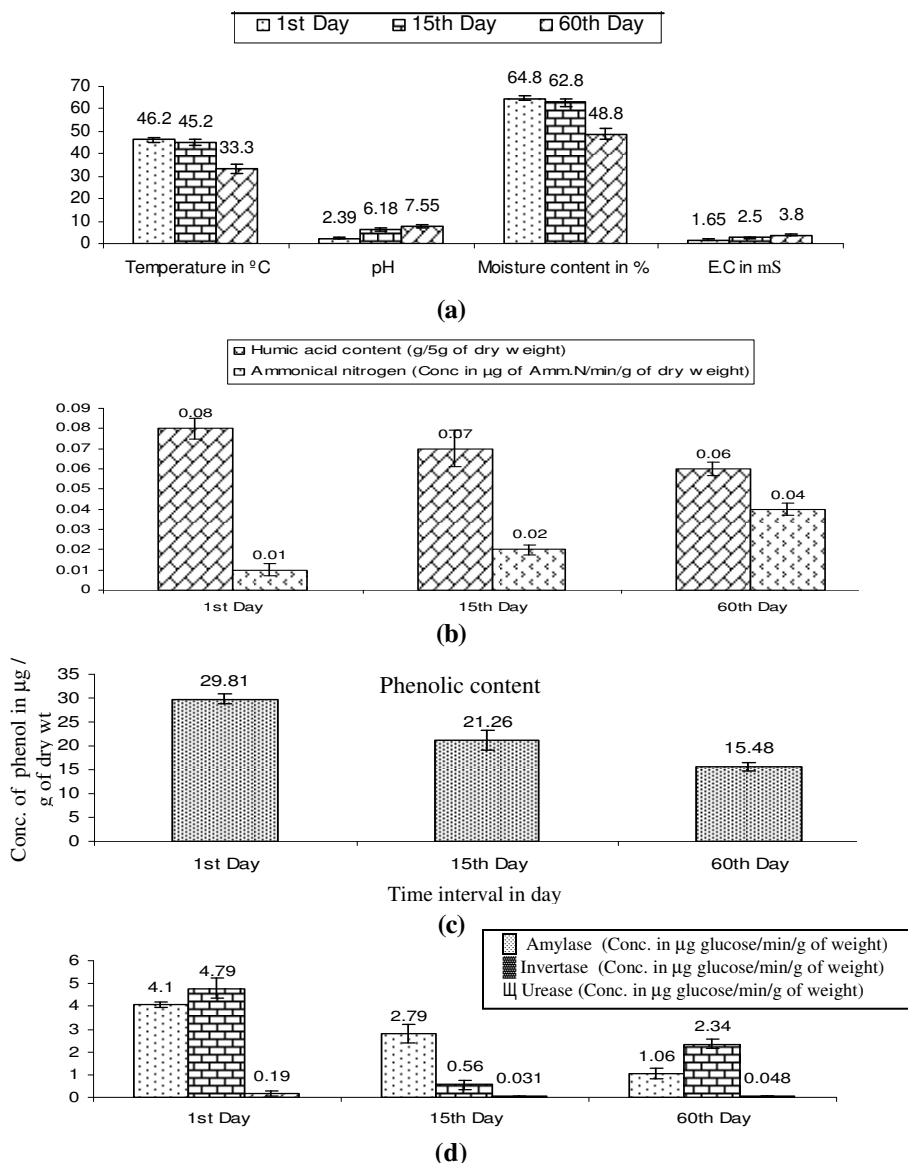 1st Day 15th Day 60th Day
70
60
50
40
30
20
10
0
46.2 45.2 33.3
2.39 6.18 7.55
64.8 62.8 48.8
1.65 2.5 3.8
Temperature in ºC pH Moisture content in % E.C in mS
(a)
Humic acid content (g/5g of dry weight)
Ammonical nitrogen (Conc in µg of Amm.N/min/g of dry weight)
0.09
0.08
0.07
0.06
0.05
0.04
0.03
0.02
0.01
0
0.08 0.01
0.07 0.02
0.06 0.04
1st Day 15th Day 60th Day
(b)
Conc. of phenol in µg /
g of dry wt
35
30
25
20
15
10
5
0
Phenolic content
29.81 21.26 15.48
1st Day 15th Day 60th Day
Time interval in day
(c)
Amylase (Conc. in µg glucose/min/g of weight)
Invertase (Conc. in µg glucose/min/g of weight)
Urease (Conc. in µg glucose/min/g of weight)
6
5
4
3
2
1
0
4.1 4.79 0.19
2.79 0.56 0.031
1.06 2.34 0.048
1st Day 15th Day 60th Day
(d)